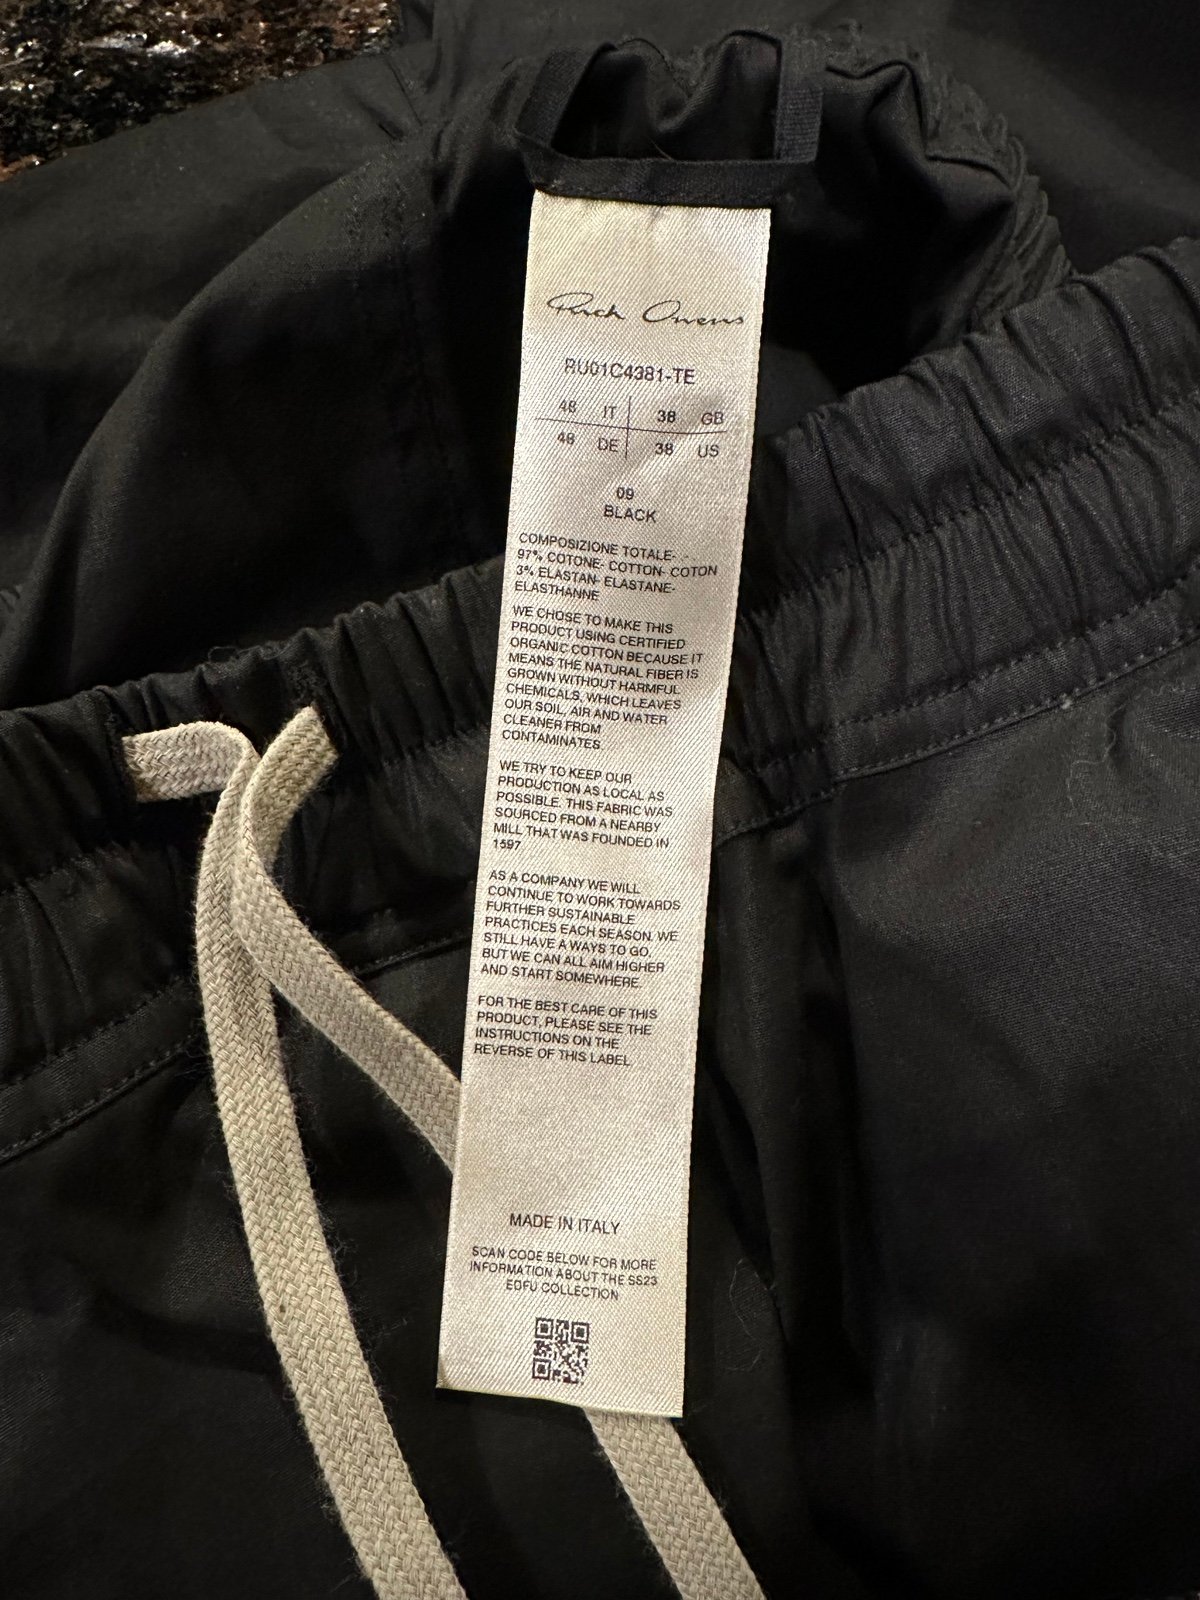 Rick Owens
RU01C4381-TE
48 IT 38 GB
48 DE 38 US
09
BLACK
COMPOSIZIONE TOTALE- - -
97% COTONE- COTTON- COTON
3% ELASTAN- ELASTANE-
ELASTHANNE
WE CHOSE TO MAKE THIS
PRODUCT USING CERTIFIED
ORGANIC COTTON BECAUSE IT
MEANS THE NATURAL FIBER IS
GROWN WITHOUT HARMFUL
CHEMICALS, WHICH LEAVES
OUR SOIL, AIR AND WATER
CLEANER FROM
CONTAMINATES.
WE TRY TO KEEP OUR
PRODUCTION AS LOCAL AS
POSSIBLE. THIS FABRIC WAS
SOURCED FROM A NEARBY
MILL THAT WAS FOUNDED IN
1597
AS A COMPANY WE WILL
CONTINUE TO WORK TOWARDS
FURTHER SUSTAINABLE
PRACTICES EACH SEASON. WE
STILL HAVE A WAYS TO GO,
BUT WE CAN ALL AIM HIGHER
AND START SOMEWHERE.
FOR THE BEST CARE OF THIS
PRODUCT, PLEASE SEE THE
INSTRUCTIONS ON THE
REVERSE OF THIS LABEL
MADE IN ITALY
SCAN CODE BELOW FOR MORE
INFORMATION ABOUT THE SS23
EDFU COLLECTION